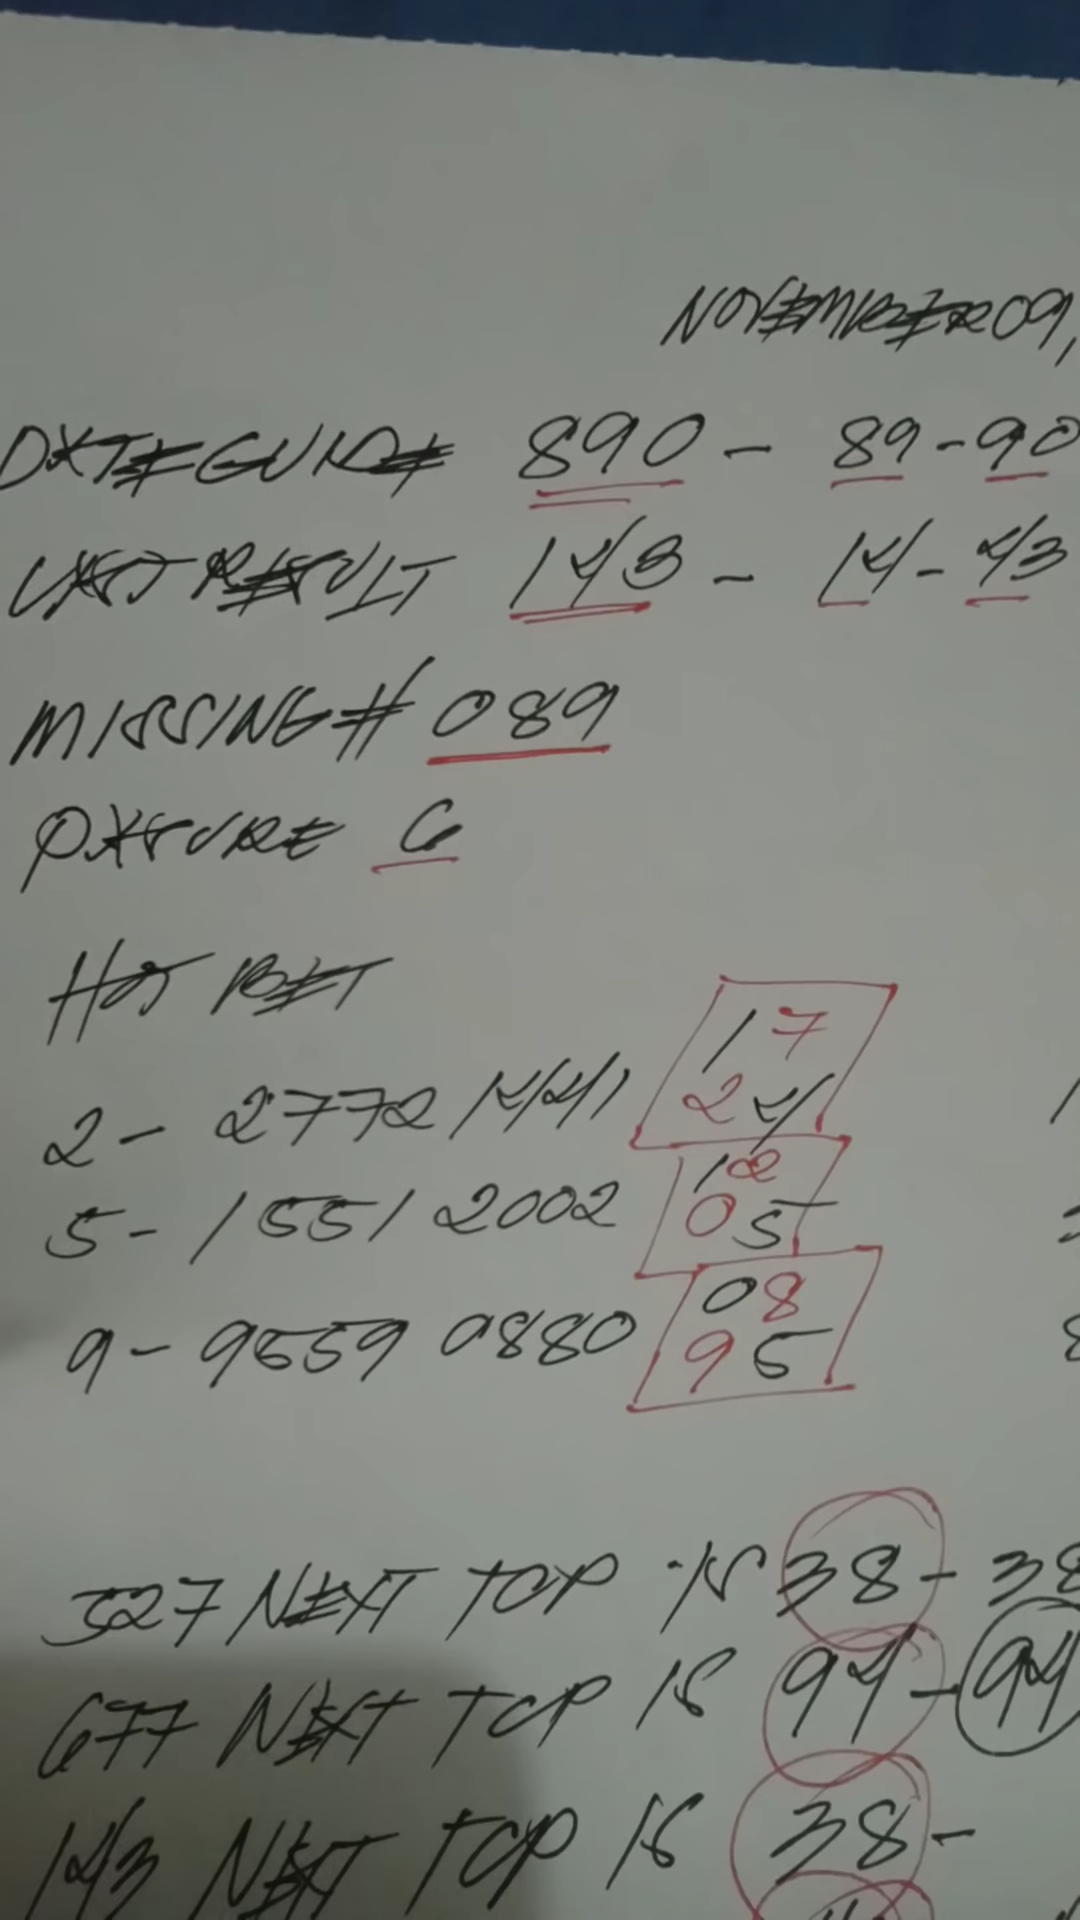 NOVEMBER 09,
DATE GUIDE 890 - 89 - 90
LAST RESULT 143 - 14 - 43
MISSING # 089
PASURE 6
HOT BET
17
2 - 2772 1441 24
12
5 - 1551 2002 05
08
9 - 9559 0880 95
327 NEXT TOP IS 38 - 38
677 NEXT TOP IS 94 - 94
143 NEXT TOP IS 38 -